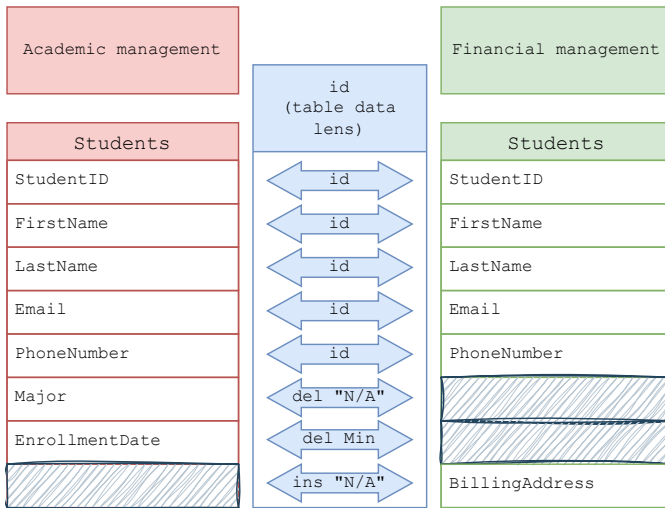 Academic management
Financial management
id
(table data
lens)
Students
Students
StudentID
id
StudentID
FirstName
id
FirstName
LastName
id
LastName
Email
id
Email
PhoneNumber
id
PhoneNumber
Major
del "N/A"
EnrollmentDate
del Min
ins "N/A"
BillingAddress